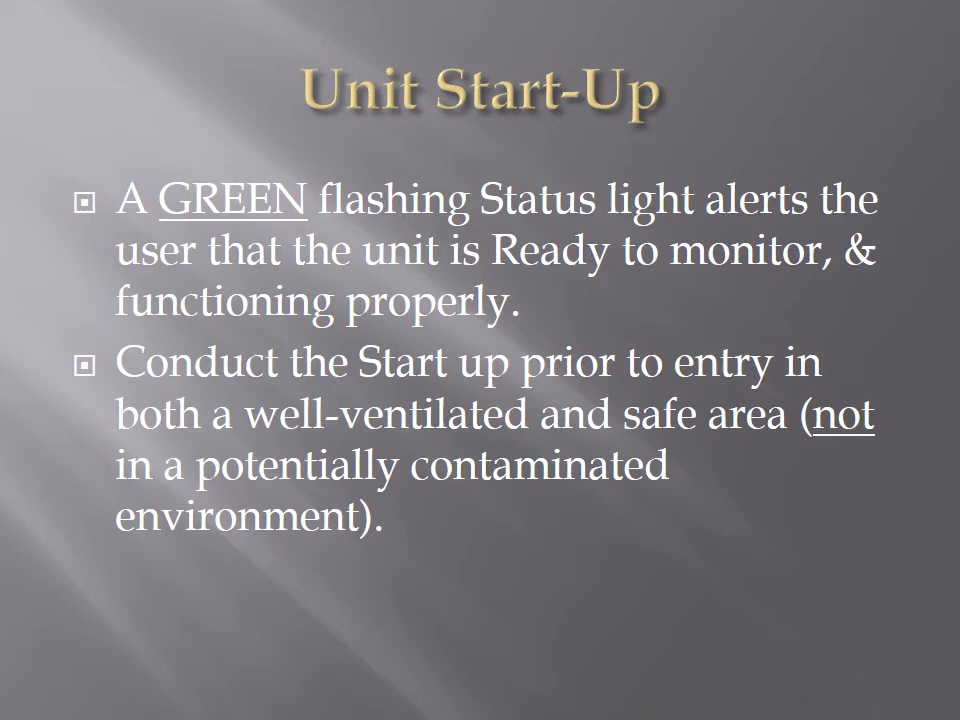 Unit Start-Up
A GREEN flashing Status light alerts the
user that the unit is Ready to monitor, &
functioning properly.
Conduct the Start up prior to entry in
both a well-ventilated and safe area (not
in a potentially contaminated
environment).